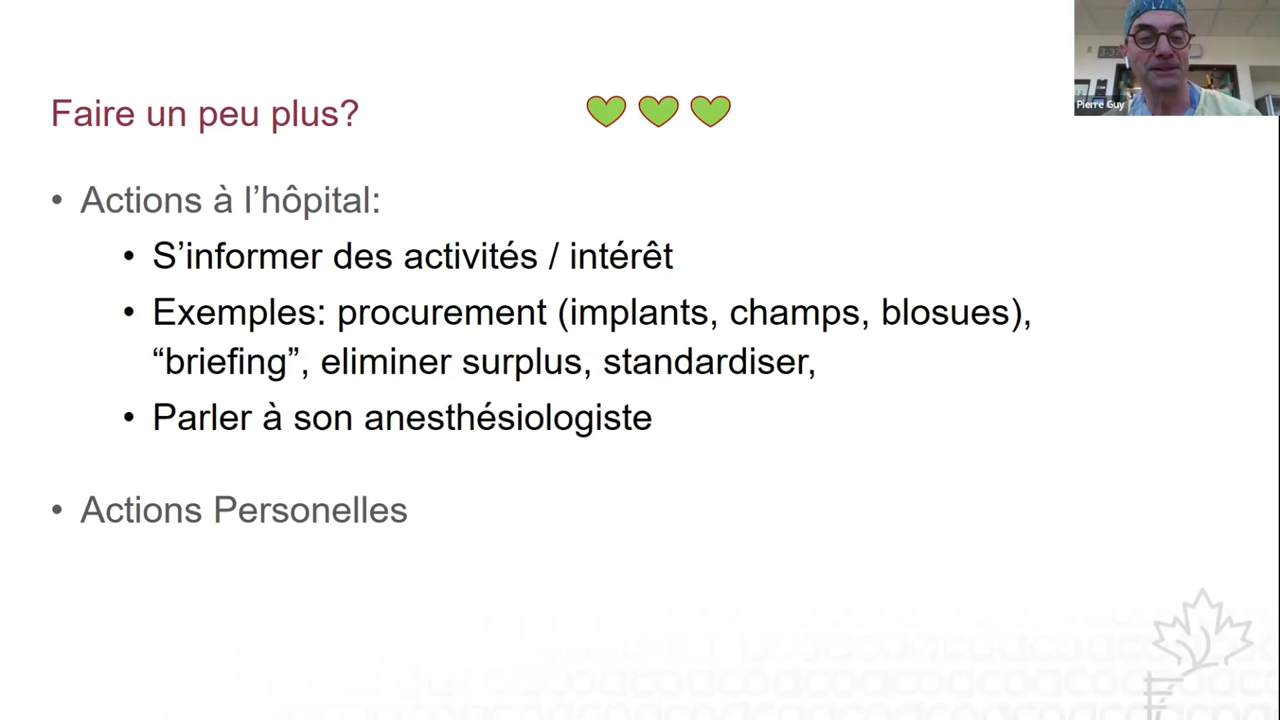 Faire un peu plus?
Pierre Guy
• Actions à l’hôpital:
• S’informer des activités / intérêt
• Exemples: procurement (implants, champs, blosues),
“briefing”, eliminer surplus, standardiser,
• Parler à son anesthésiologiste
• Actions Personelles